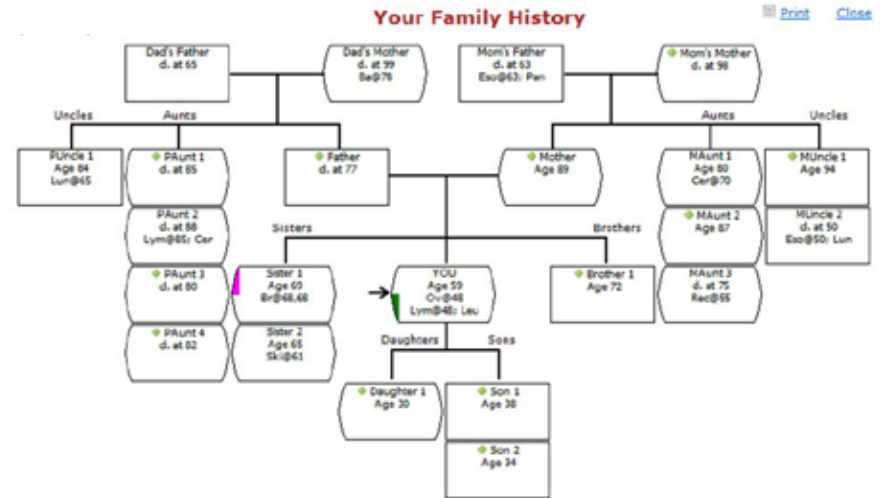 Your Family History
Print Close
Dad's Father
d. at 65
Dad's Mother
d. at 99
Ba@78
Mom's Father
d. at 63
Eso@63; Pan
Mom's Mother
d. at 98
Uncles Aunts
Aunts Uncles
PUncle 1
Age 84
Lun@65
PAunt 1
d. at 85
Father
d. at 77
Mother
Age 89
MAunt 1
Age 80
Cer@70
MUncle 1
Age 94
PAunt 2
d. at 88
Lym@85; Cer
MAunt 2
Age 87
MUncle 2
d. at 50
Eso@50; Lun
Sisters
Brothers
PAunt 3
d. at 80
Sister 1
Age 69
Br@68,68
YOU
Age 59
Ov@48
Lym@48; Leu
Brother 1
Age 72
MAunt 3
d. at 75
Rec@55
PAunt 4
d. at 82
Sister 2
Age 65
Ski@61
Daughters Sons
Daughter 1
Age 30
Son 1
Age 38
Son 2
Age 34